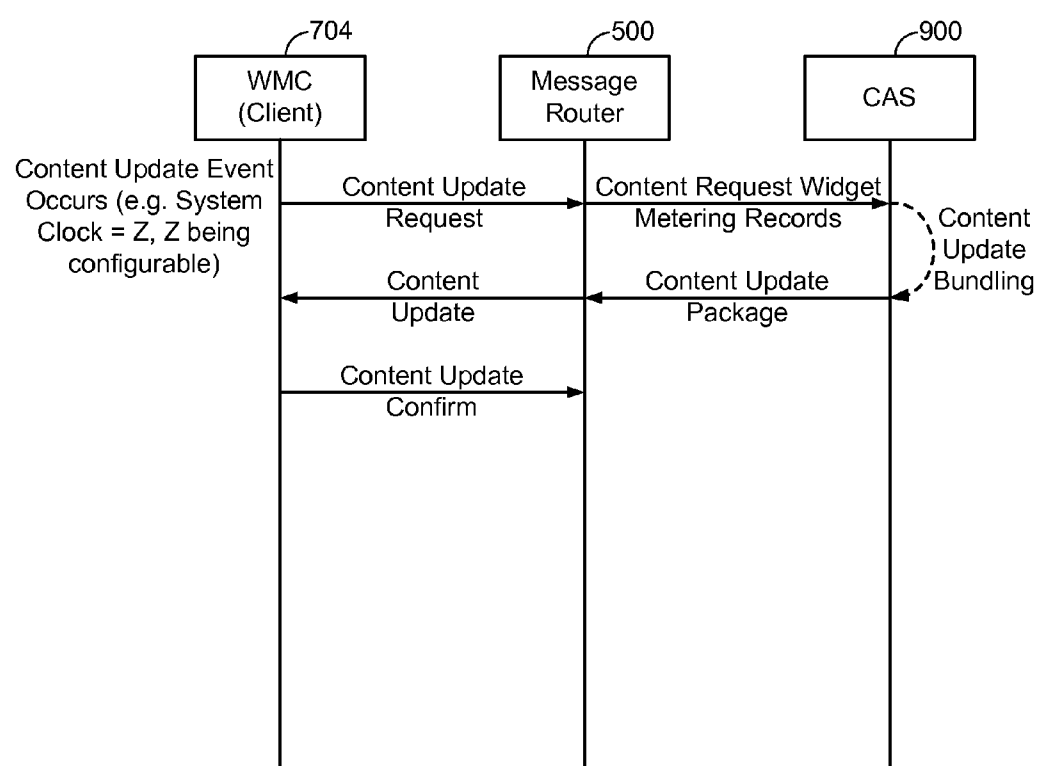 704
500
900
WMC
(Client)
Message
Router
CAS
Content Update Event
Occurs (e.g. System
Clock = Z, Z being
configurable)
Content Update
Request
Content Request Widget
Metering Records
Content
Update
Bundling
Content
Update
Content Update
Package
Content Update
Confirm